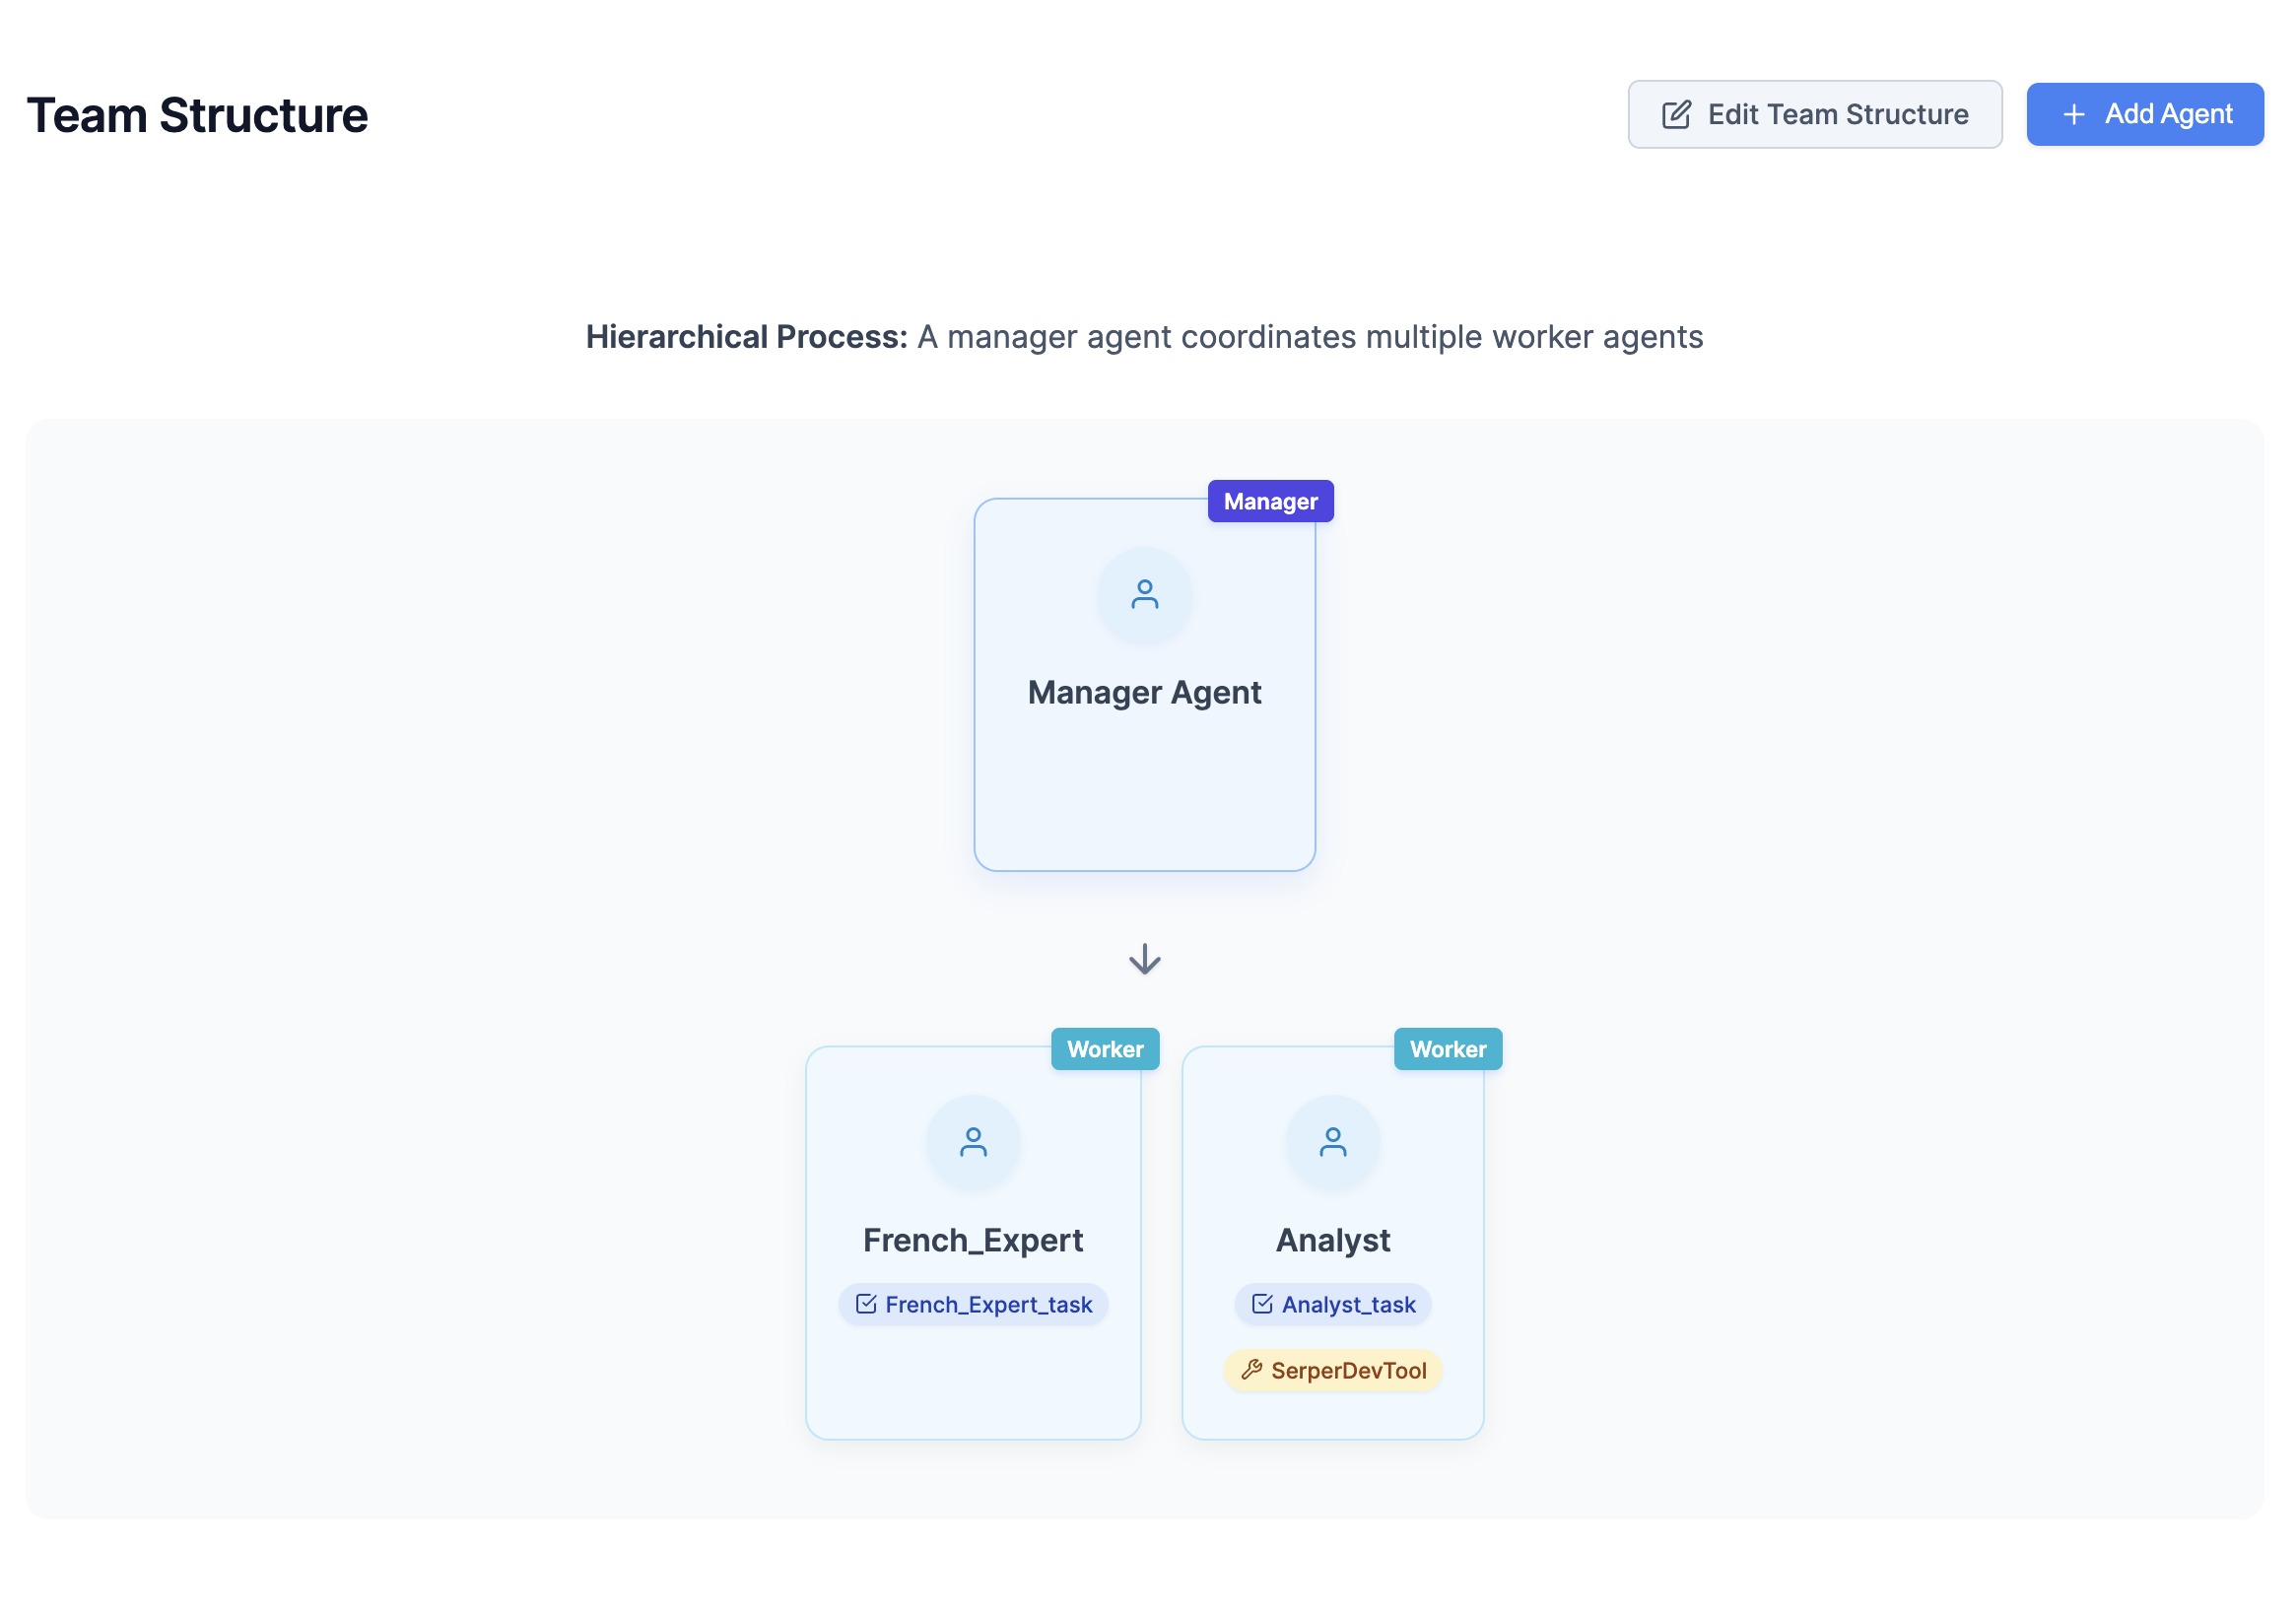 Team Structure
Edit Team Structure
Add Agent
Hierarchical Process: A manager agent coordinates multiple worker agents
Manager
Manager Agent
Worker
French_Expert
French_Expert_task
Worker
Analyst
Analyst_task
SerperDevTool